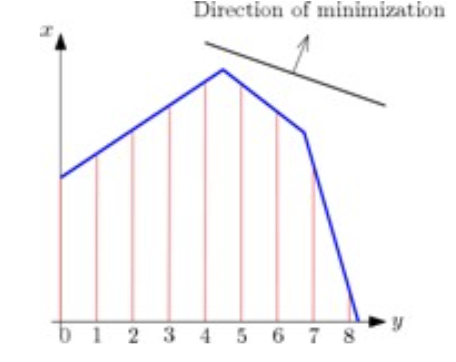 Direction of minimization
x
y
0 1 2 3 4 5 6 7 8